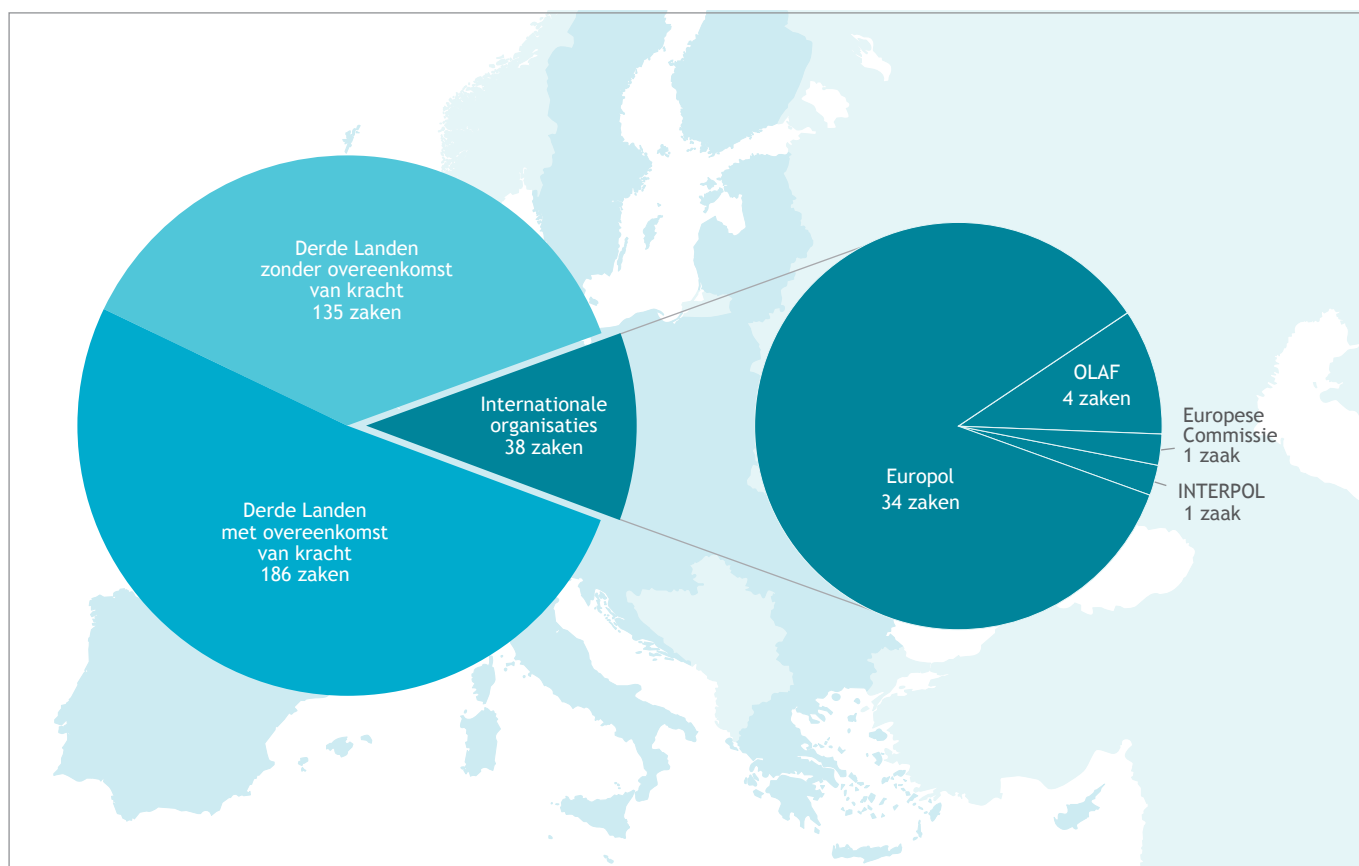 Derde Landen
zonder overeenkomst
van kracht
135 zaken
Internationale
organisaties
38 zaken
Derde Landen
met overeenkomst
van kracht
186 zaken
Europol
34 zaken
OLAF
4 zaken
Europese
Commissie
1 zaak
INTERPOL
1 zaak